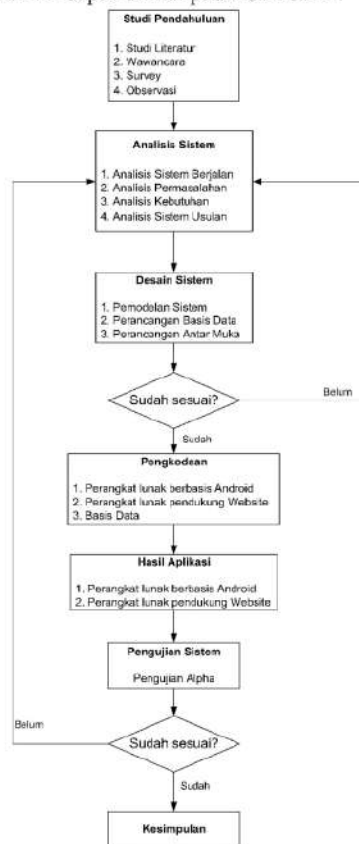 Studi Pendahuluan
1. Studi Literatur
2. Wawancara
3. Survey
4. Observasi
Analisis Sistem
1. Analisis Sistem Berjalan
2. Analisis Permasalahan
3. Analisis Kebutuhan
4. Analisis Sistem Usulan
Desain Sistem
1. Pemodelan Sistem
2. Perancangan Basis Data
3. Perancangan Antar Muka
Sudah sesuai?
Belum
Sudah
Pengkodean
1. Perangkat lunak berbasis Android
2. Perangkat lunak pendukung Website
3. Basis Data
Hasil Aplikasi
1. Perangkat lunak berbasis Android
2. Perangkat lunak pendukung Website
Pengujian Sistem
Pengujian Alpha
Belum
Sudah sesuai?
Sudah
Kesimpulan